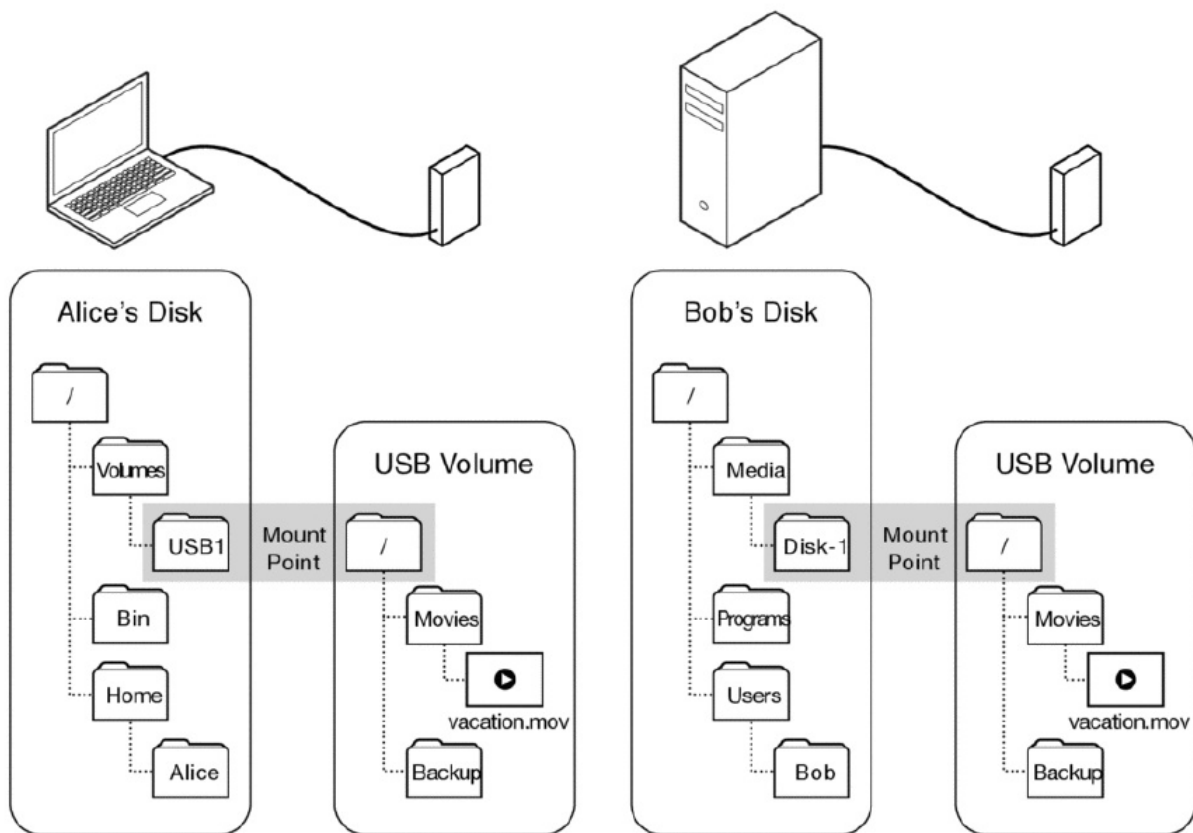 Alice's Disk
/
Volumes
USB1
Bin
Home
Alice
Mount
Point
USB Volume
/
Movies
vacation.mov
Backup
Bob's Disk
/
Media
Disk-1
Programs
Users
Bob
Mount
Point
USB Volume
/
Movies
vacation.mov
Backup